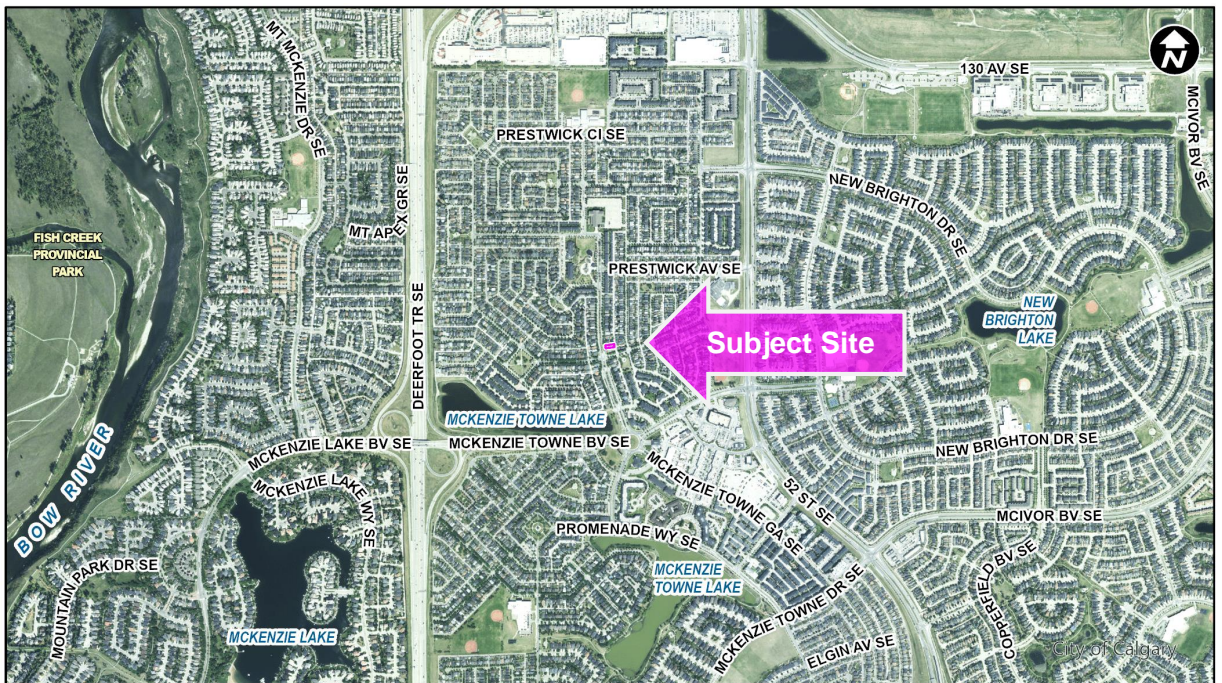 N
130 AV SE
MT MCKENZIE DR SE
MCIVOR BV SE
PRESTWICK CI SE
NEW BRIGHTON DR SE
MT APEX GR SE
FISH CREEK
PROVINCIAL
PARK
PRESTWICK AV SE
DEERFOOT TR SE
NEW
BRIGHTON
LAKE
Subject Site
MCKENZIE TOWNE LAKE
MCKENZIE LAKE BV SE
MCKENZIE TOWNE BV SE
NEW BRIGHTON DR SE
BOW RIVER
MCKENZIE LAKE WY SE
MCKENZIE TOWNE GA SE
52 ST SE
MCIVOR BV SE
PROMENADE WY SE
MOUNTAIN PARK DR SE
MCKENZIE
TOWNE LAKE
MCKENZIE TOWNE DR SE
COPPERFIELD BV SE
MCKENZIE LAKE
ELGIN AV SE
City of Calgary